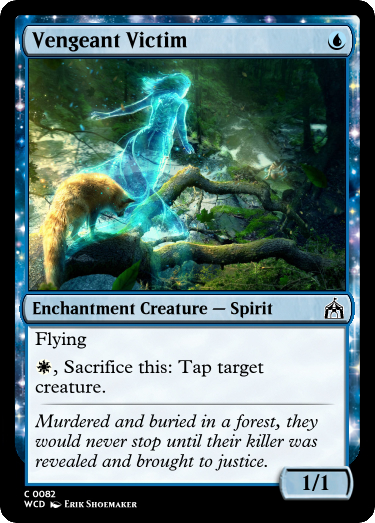 Vengeant Victim
Enchantment Creature — Spirit
Flying
, Sacrifice this: Tap target
creature.
Murdered and buried in a forest, they
would never stop until their killer was
revealed and brought to justice.
1/1
C 0082
WCD Erik Shoemaker